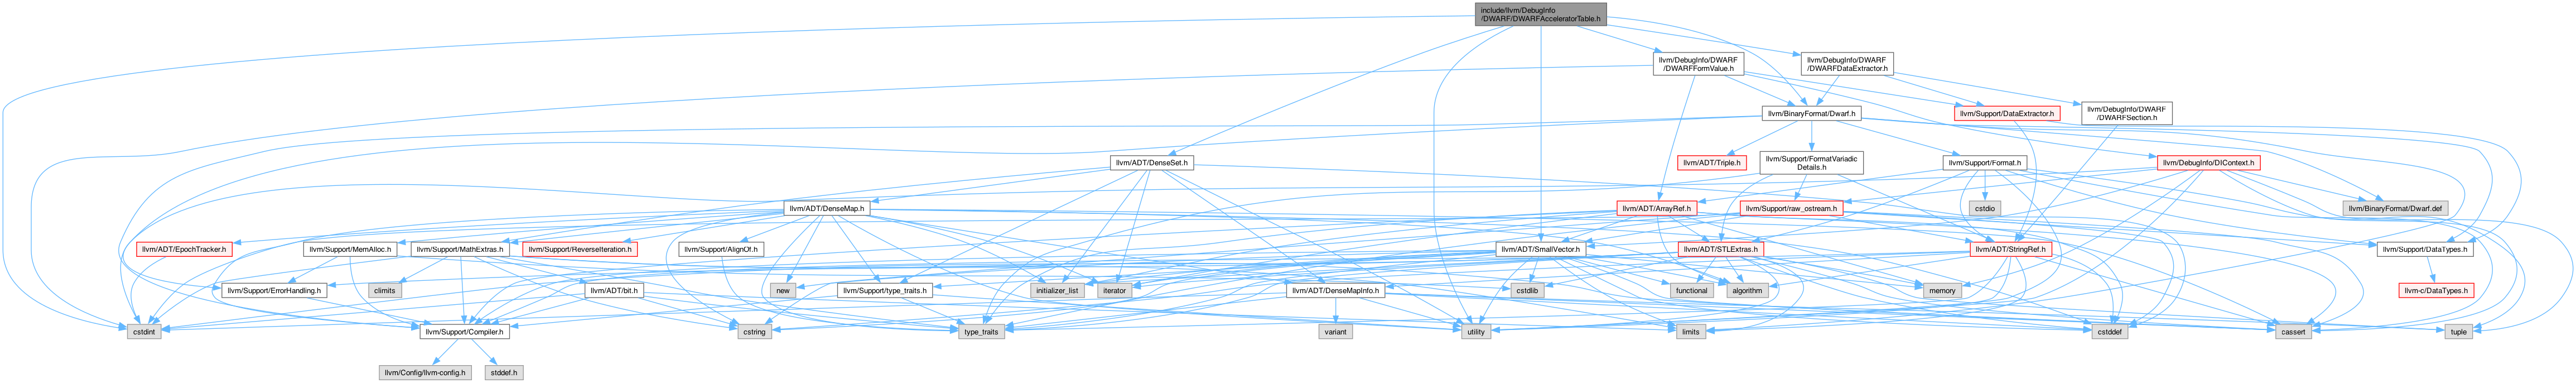 include/llvm/DebugInfo
/DWARF/DWARFAcceleratorTable.h
llvm/DebugInfo/DWARF
/DWARFFormValue.h
llvm/DebugInfo/DWARF
/DWARFDataExtractor.h
llvm/BinaryFormat/Dwarf.h
llvm/Support/DataExtractor.h
llvm/DebugInfo/DWARF
/DWARFSection.h
llvm/ADT/DenseSet.h
llvm/ADT/Triple.h
llvm/Support/FormatVariadic
Details.h
llvm/Support/Format.h
llvm/DebugInfo/DIContext.h
llvm/ADT/DenseMap.h
llvm/ADT/ArrayRef.h
llvm/Support/raw_ostream.h
cstdio
llvm/BinaryFormat/Dwarf.def
llvm/ADT/EpochTracker.h
llvm/Support/MemAlloc.h
llvm/Support/MathExtras.h
llvm/Support/ReverseIteration.h
llvm/Support/AlignOf.h
llvm/ADT/SmallVector.h
llvm/ADT/STLExtras.h
llvm/ADT/StringRef.h
llvm/Support/DataTypes.h
llvm/Support/ErrorHandling.h
climits
llvm/ADT/bit.h
new
llvm/Support/type_traits.h
initializer_list
iterator
llvm/ADT/DenseMapInfo.h
cstdlib
functional
algorithm
memory
llvm-c/DataTypes.h
cstdint
llvm/Support/Compiler.h
cstring
type_traits
variant
utility
limits
cstddef
cassert
tuple
llvm/Config/llvm-config.h
stddef.h